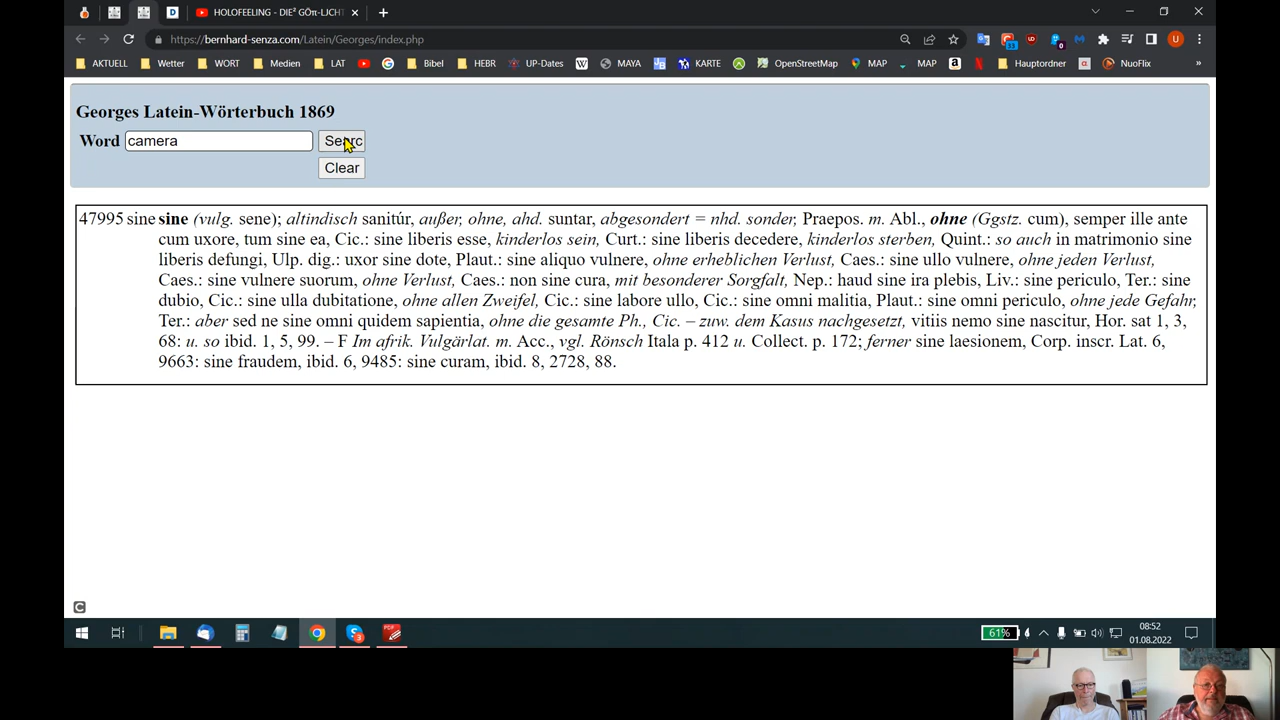 HOLOFEELING - DIE² GÖπ-LJCHT
https://bernhard-senza.com/Latein/Georges/index.php
33
0
U
AKTUELL Wetter WORT Medien LAT G Bibel HEBR UP-Dates W MAYA KARTE OpenStreetMap MAP MAP a N Hauptordner α NuoFlix »
Georges Latein-Wörterbuch 1869
Word camera Searc
Clear
47995 sine sine (vulg. sene); altindisch sanitúr, außer, ohne, ahd. suntar, abgesondert = nhd. sonder, Praepos. m. Abl., ohne (Ggstz. cum), semper ille ante
cum uxore, tum sine ea, Cic.: sine liberis esse, kinderlos sein, Curt.: sine liberis decedere, kinderlos sterben, Quint.: so auch in matrimonio sine
liberis defungi, Ulp. dig.: uxor sine dote, Plaut.: sine aliquo vulnere, ohne erheblichen Verlust, Caes.: sine ullo vulnere, ohne jeden Verlust,
Caes.: sine vulnere suorum, ohne Verlust, Caes.: non sine cura, mit besonderer Sorgfalt, Nep.: haud sine ira plebis, Liv.: sine periculo, Ter.: sine
dubio, Cic.: sine ulla dubitatione, ohne allen Zweifel, Cic.: sine labore ullo, Cic.: sine omni malitia, Plaut.: sine omni periculo, ohne jede Gefahr,
Ter.: aber sed ne sine omni quidem sapientia, ohne die gesamte Ph., Cic. – zuw. dem Kasus nachgesetzt, vitiis nemo sine nascitur, Hor. sat 1, 3,
68: u. so ibid. 1, 5, 99. – F Im afrik. Vulgärlat. m. Acc., vgl. Rönsch Itala p. 412 u. Collect. p. 172; ferner sine laesionem, Corp. inscr. Lat. 6,
9663: sine fraudem, ibid. 6, 9485: sine curam, ibid. 8, 2728, 88.
C
61%
08:52
01.08.2022